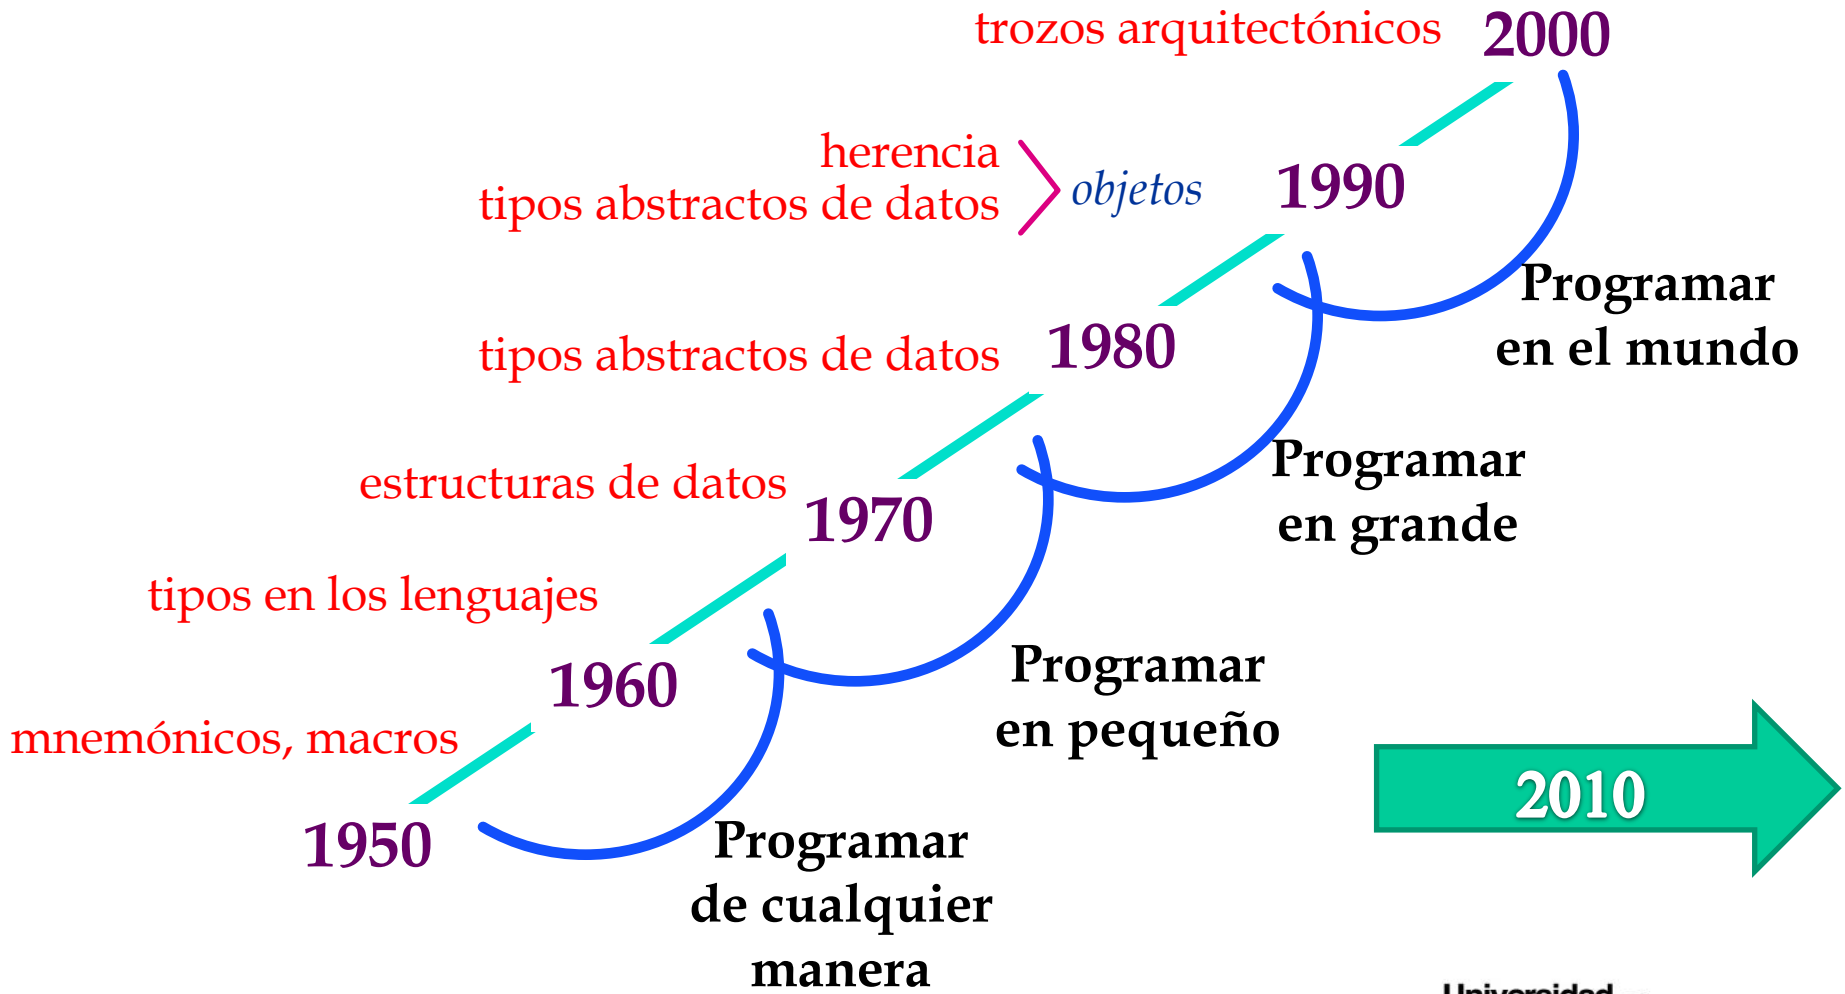 trozos arquitectónicos
2000
herencia
tipos abstractos de datos
objetos
1990
Programar
en el mundo
tipos abstractos de datos
1980
Programar
en grande
estructuras de datos
1970
tipos en los lenguajes
1960
Programar
en pequeño
mnemónicos, macros
1950
Programar
de cualquier
manera
2010
Universidad